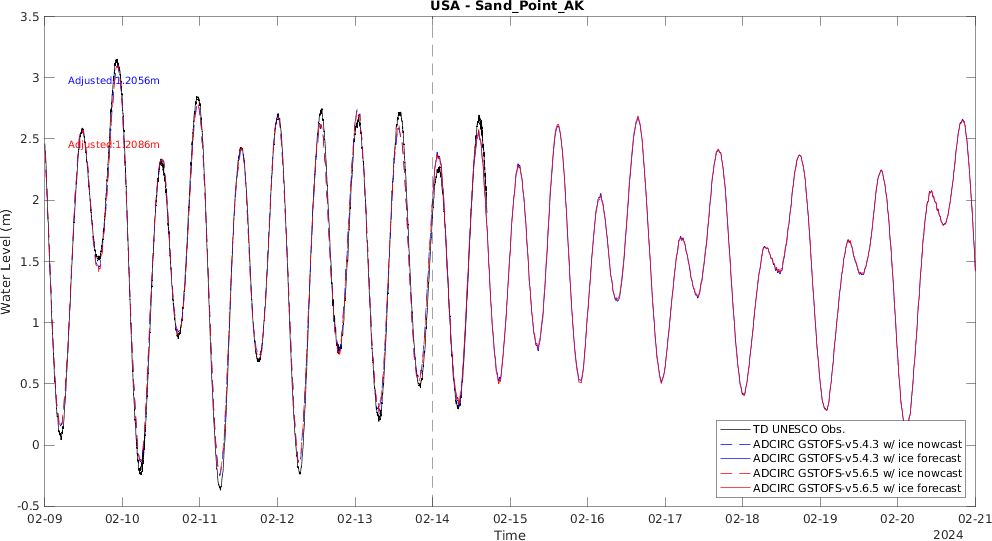 USA - Sand_Point_AK
3.5
3
2.5
2
1.5
1
0.5
0
-0.5
Water Level (m)
Adjusted:1.2056m
Adjusted:1.2086m
TD UNESCO Obs.
ADCIRC GSTOFS-v5.4.3 w/ ice nowcast
ADCIRC GSTOFS-v5.4.3 w/ ice forecast
ADCIRC GSTOFS-v5.6.5 w/ ice nowcast
ADCIRC GSTOFS-v5.6.5 w/ ice forecast
02-09 02-10 02-11 02-12 02-13 02-14 02-15 02-16 02-17 02-18 02-19 02-20 02-21
Time
2024